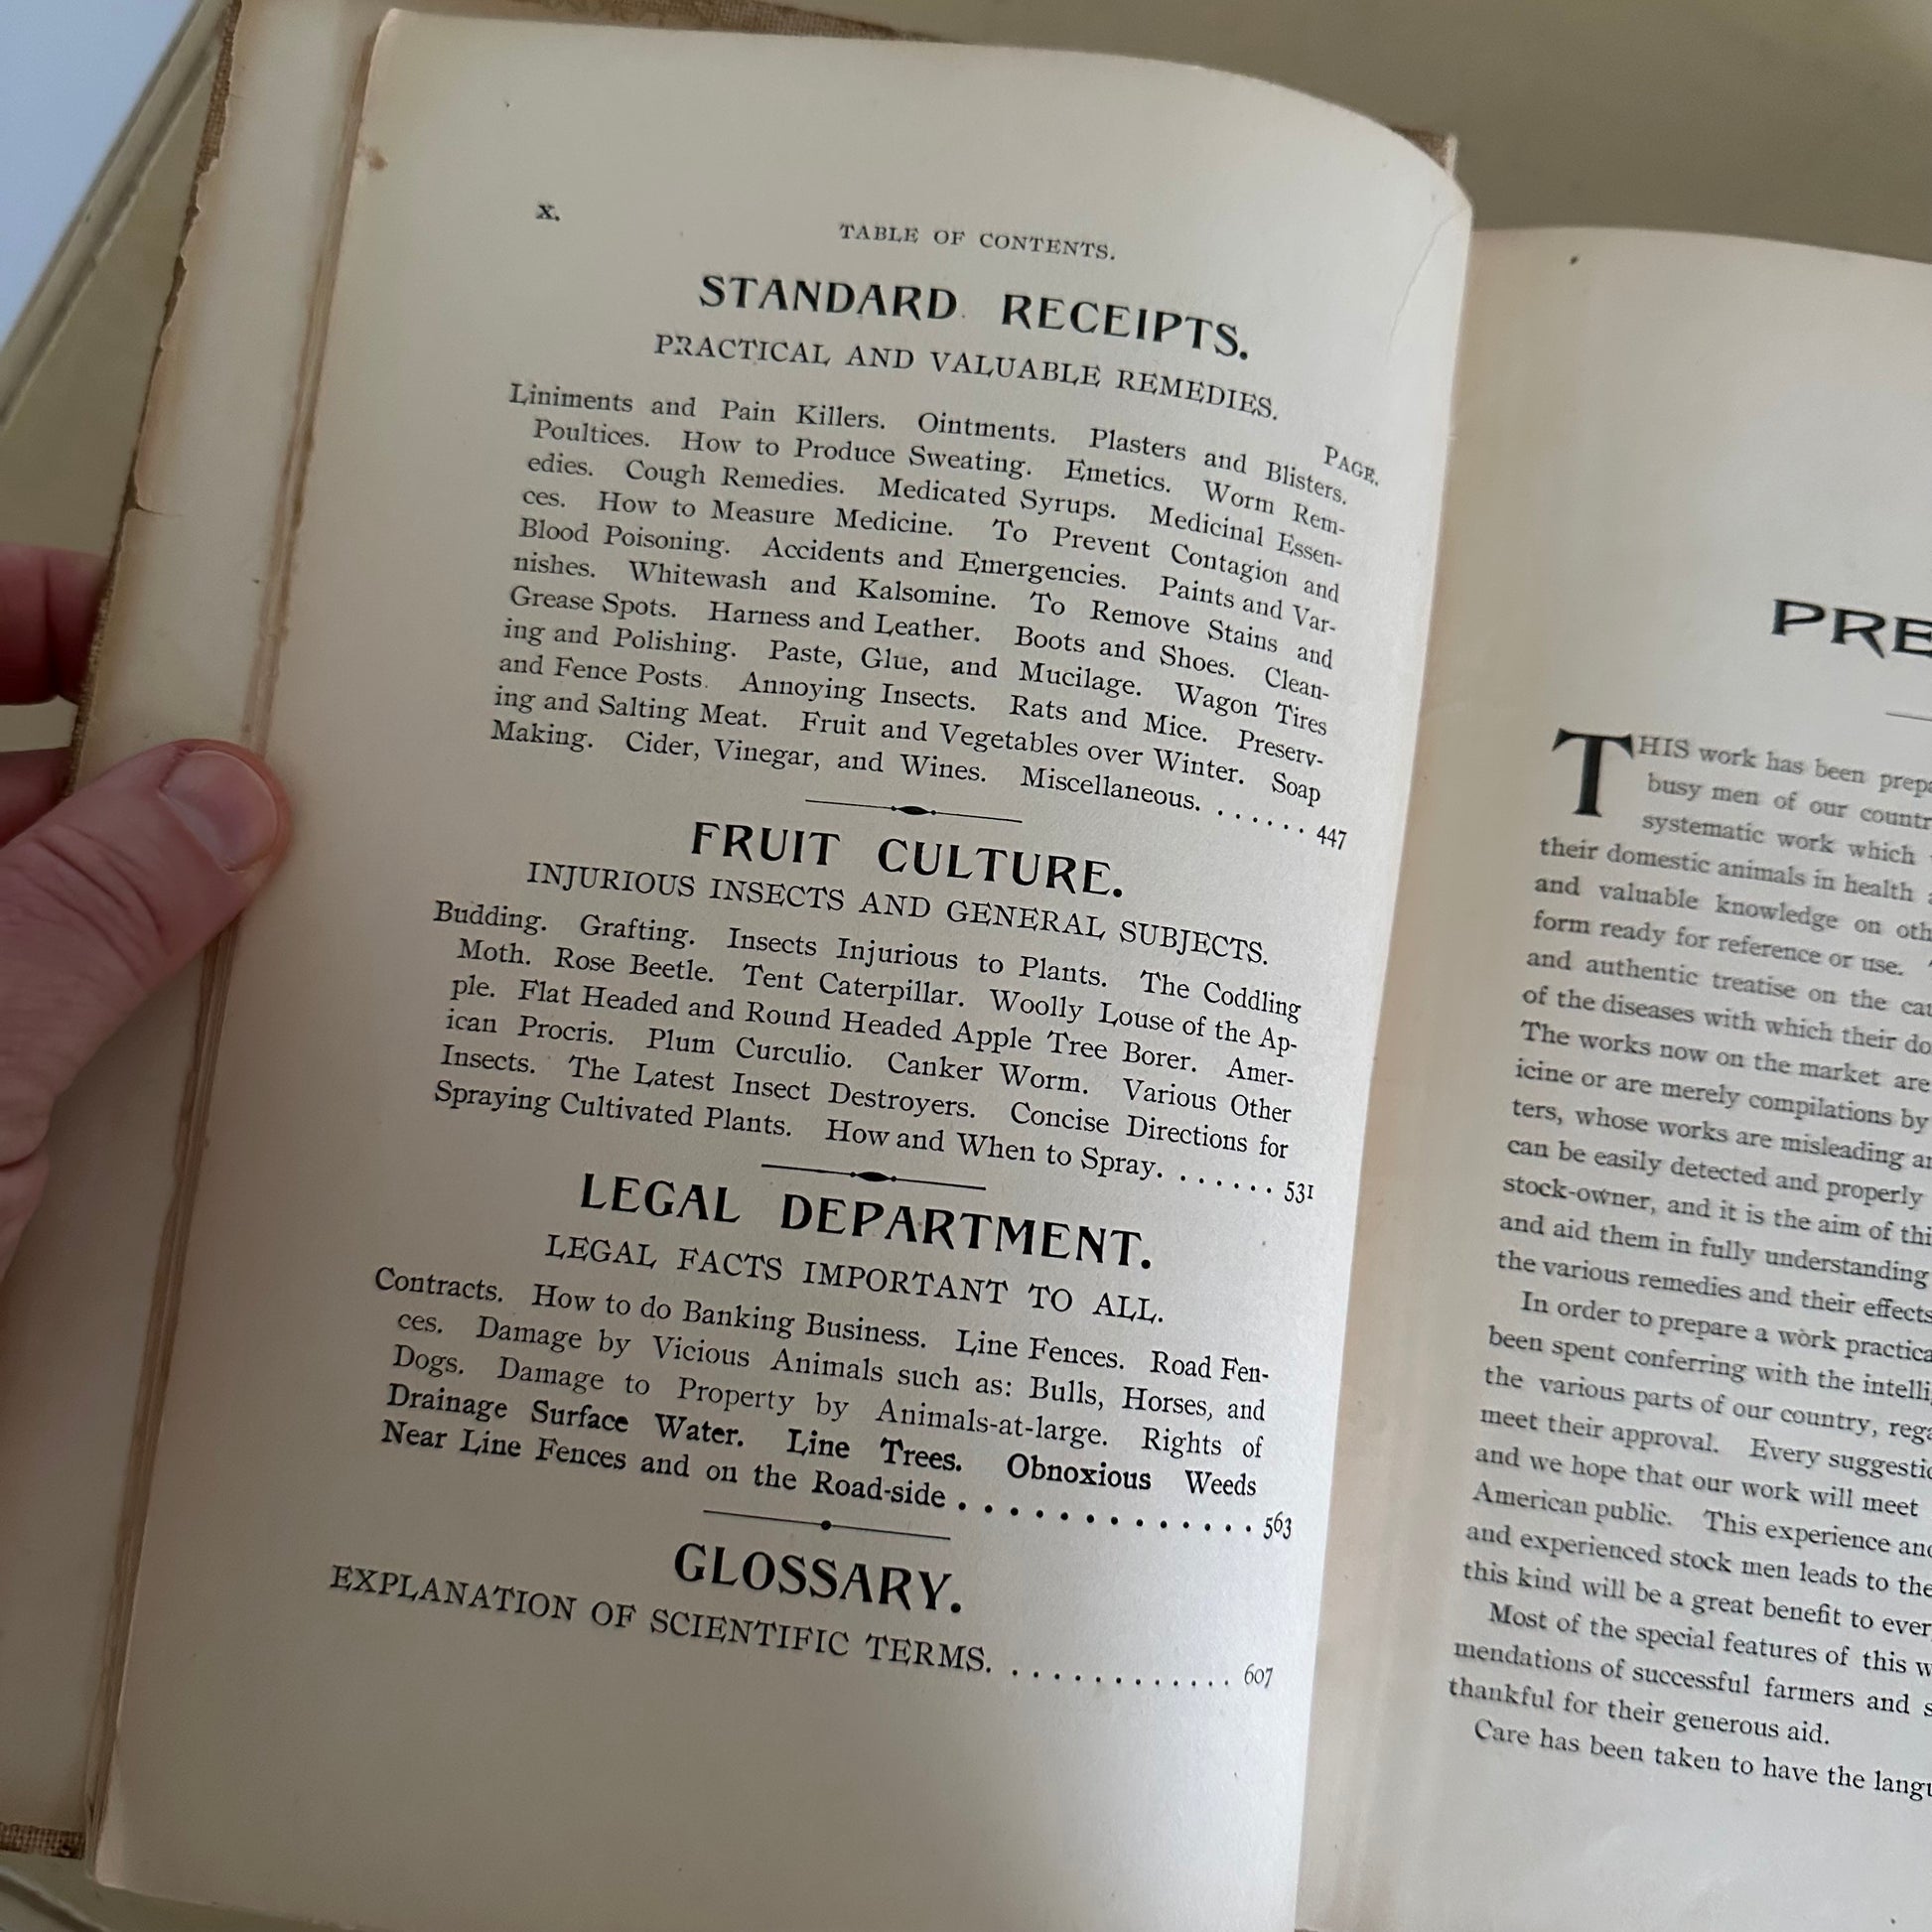 x.
TABLE OF CONTENTS.
STANDARD RECEIPTS.
PRACTICAL AND VALUABLE REMEDIES.
PAGE.
Liniments and Pain Killers. Ointments. Plasters and Blisters.
Poultices. How to Produce Sweating. Emetics. Worm Rem-
edies. Cough Remedies. Medicated Syrups. Medicinal Essen-
ces. How to Measure Medicine. To Prevent Contagion and
Blood Poisoning. Accidents and Emergencies. Paints and Var-
nishes. Whitewash and Kalsomine. To Remove Stains and
Grease Spots. Harness and Leather. Boots and Shoes. Clean-
ing and Polishing. Paste, Glue, and Mucilage. Wagon Tires
and Fence Posts. Annoying Insects. Rats and Mice. Preserv-
ing and Salting Meat. Fruit and Vegetables over Winter. Soap
Making. Cider, Vinegar, and Wines. Miscellaneous. . . . . . . 447
FRUIT CULTURE.
INJURIOUS INSECTS AND GENERAL SUBJECTS.
Budding. Grafting. Insects Injurious to Plants. The Coddling
Moth. Rose Beetle. Tent Caterpillar. Woolly Louse of the Ap-
ple. Flat Headed and Round Headed Apple Tree Borer. Amer-
ican Procris. Plum Curculio. Canker Worm. Various Other
Insects. The Latest Insect Destroyers. Concise Directions for
Spraying Cultivated Plants. How and When to Spray. . . . . . . 531
LEGAL DEPARTMENT.
LEGAL FACTS IMPORTANT TO ALL.
Contracts. How to do Banking Business. Line Fences. Road Fen-
ces. Damage by Vicious Animals such as: Bulls, Horses, and
Dogs. Damage to Property by Animals-at-large. Rights of
Drainage Surface Water. Line Trees. Obnoxious Weeds
Near Line Fences and on the Road-side . . . . . . . . . . . . 563
GLOSSARY.
EXPLANATION OF SCIENTIFIC TERMS. . . . . . . . . . . . 607
PRE
THIS work has been prepa
busy men of our countr
systematic work which
their domestic animals in health
and valuable knowledge on oth
form ready for reference or use.
and authentic treatise on the cau
of the diseases with which their do
The works now on the market are
icine or are merely compilations by
ters, whose works are misleading an
can be easily detected and properly
stock-owner, and it is the aim of thi
and aid them in fully understanding
the various remedies and their effects
In order to prepare a work practica
been spent conferring with the intelli
the various parts of our country, rega
meet their approval. Every suggestio
and we hope that our work will meet
American public. This experience and
and experienced stock men leads to the
this kind will be a great benefit to ever
Most of the special features of this w
mendations of successful farmers and s
thankful for their generous aid.
Care has been taken to have the langu